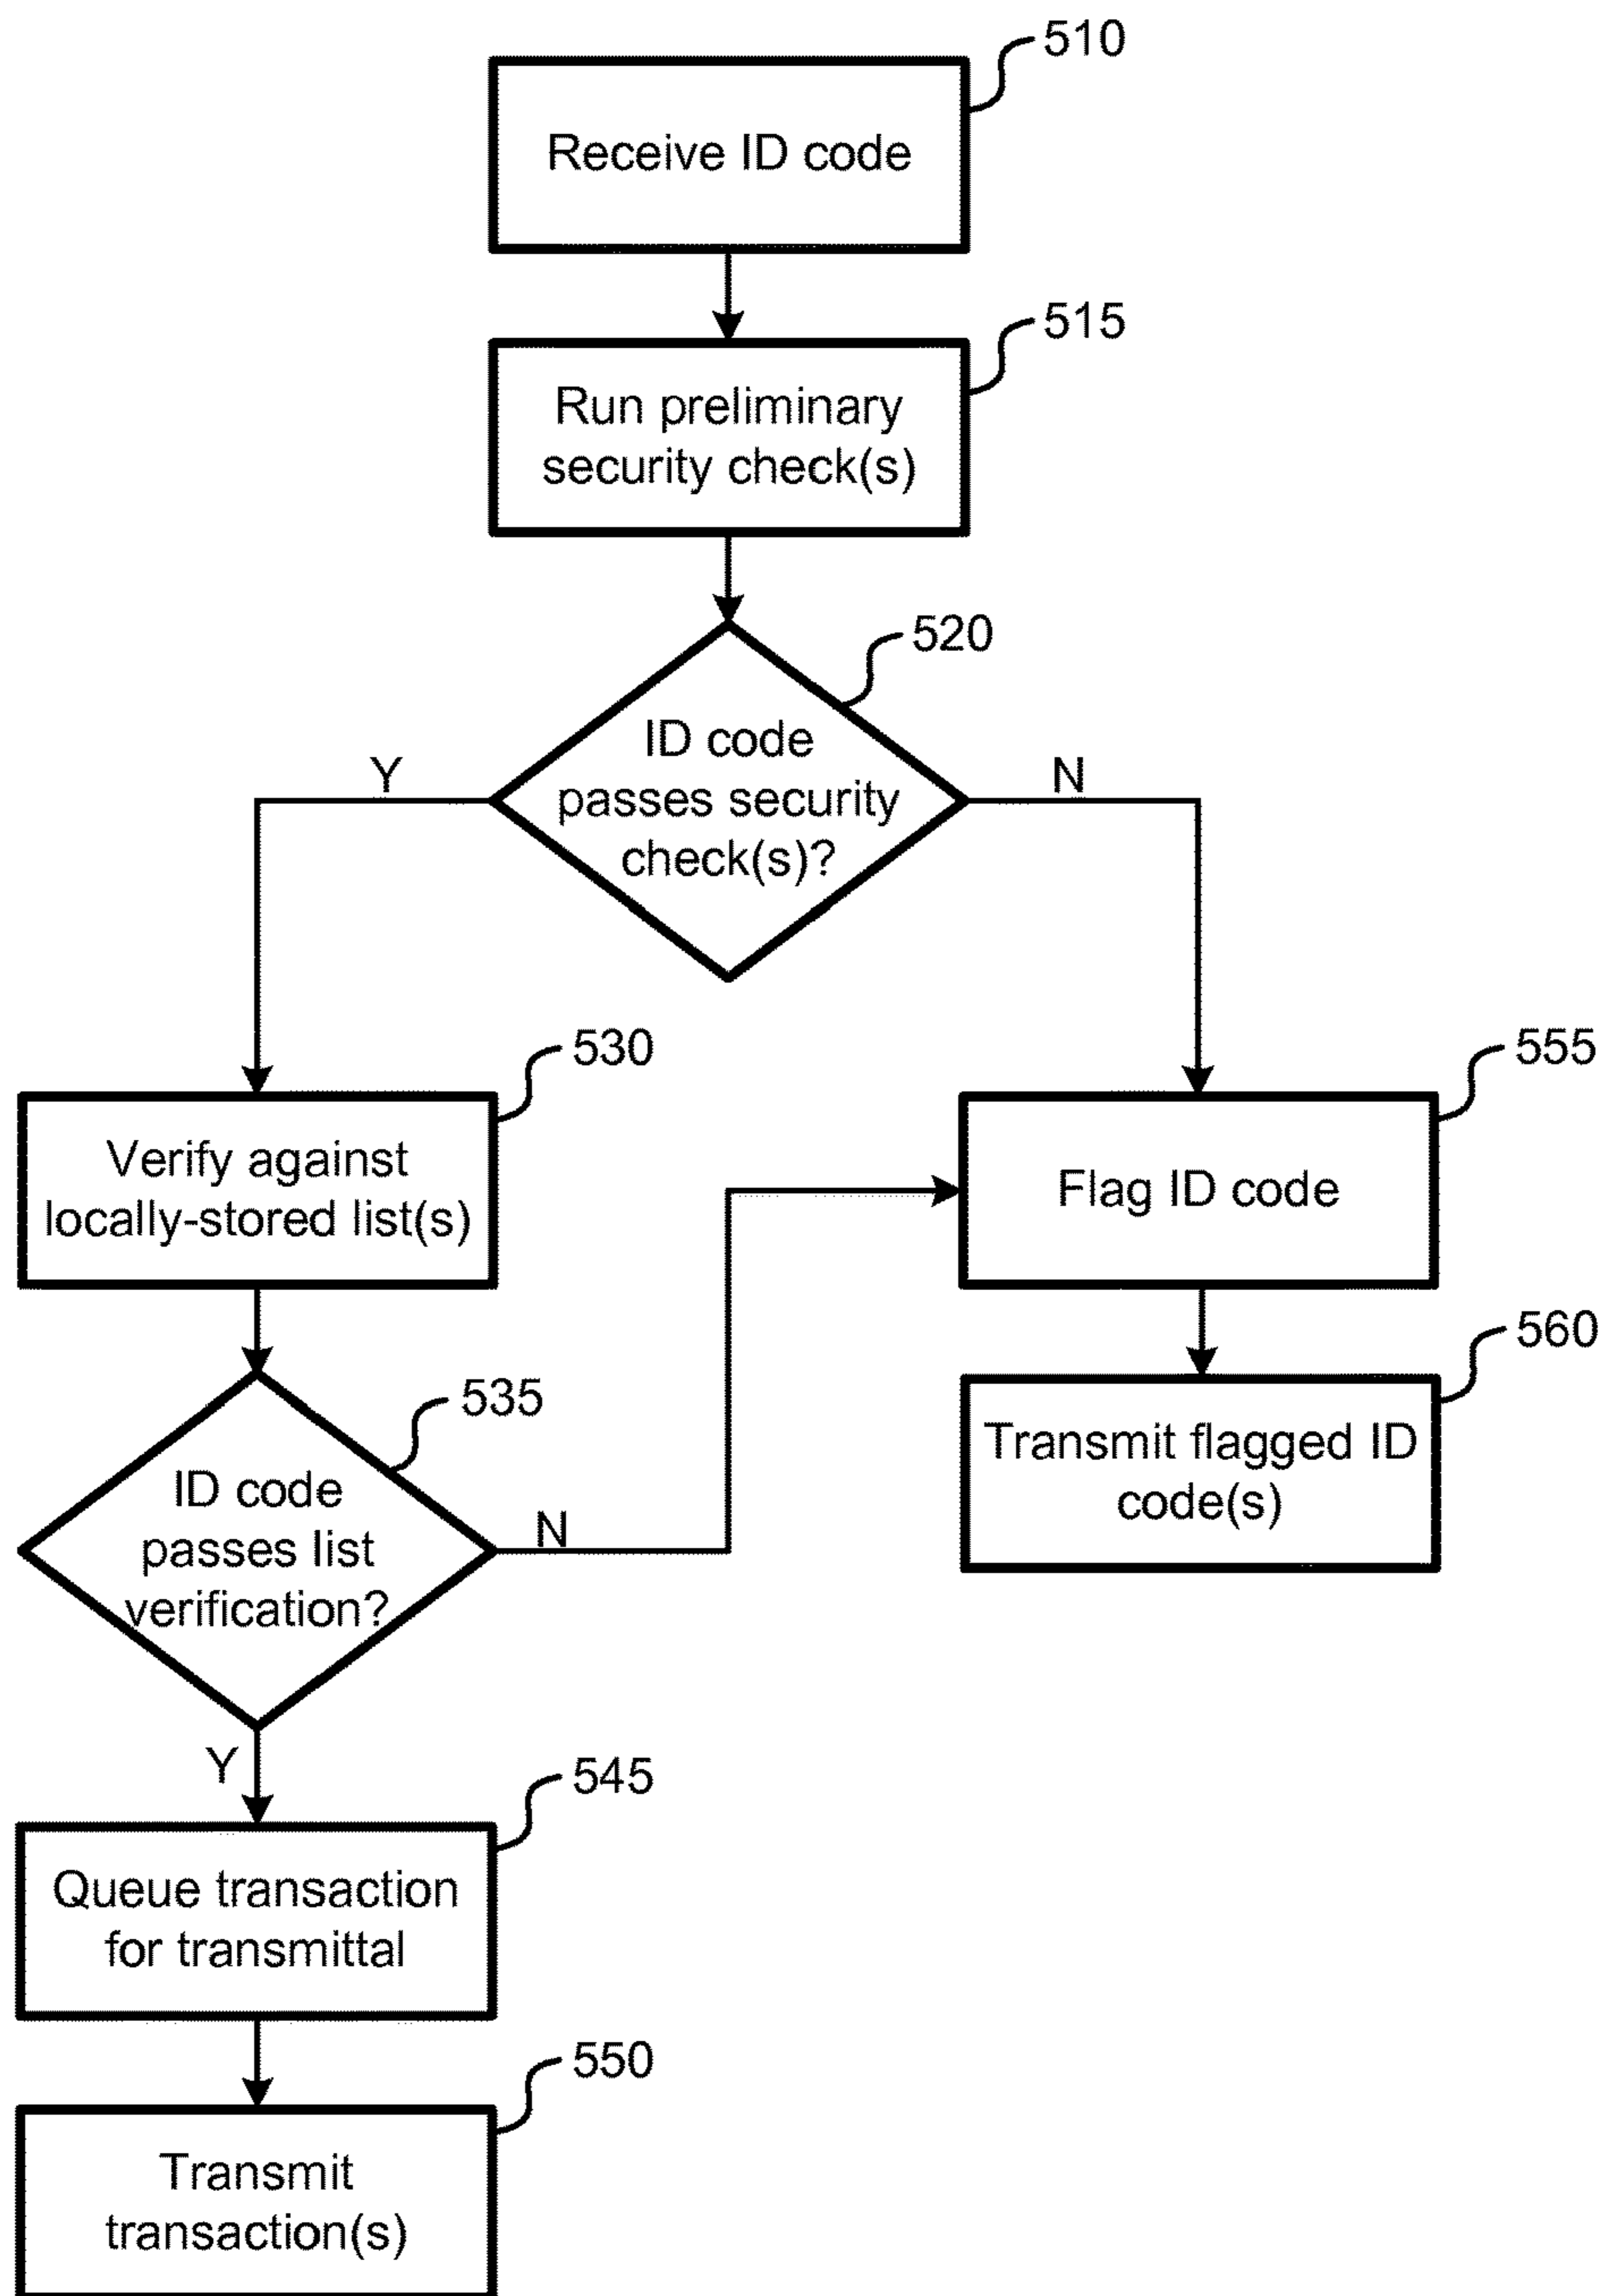 510
Receive ID code
515
Run preliminary
security check(s)
520
ID code
passes security
check(s)?
Y
N
530
Verify against
locally-stored list(s)
555
Flag ID code
535
ID code
passes list
verification?
N
Y
560
Transmit flagged ID
code(s)
545
Queue transaction
for transmittal
550
Transmit
transaction(s)